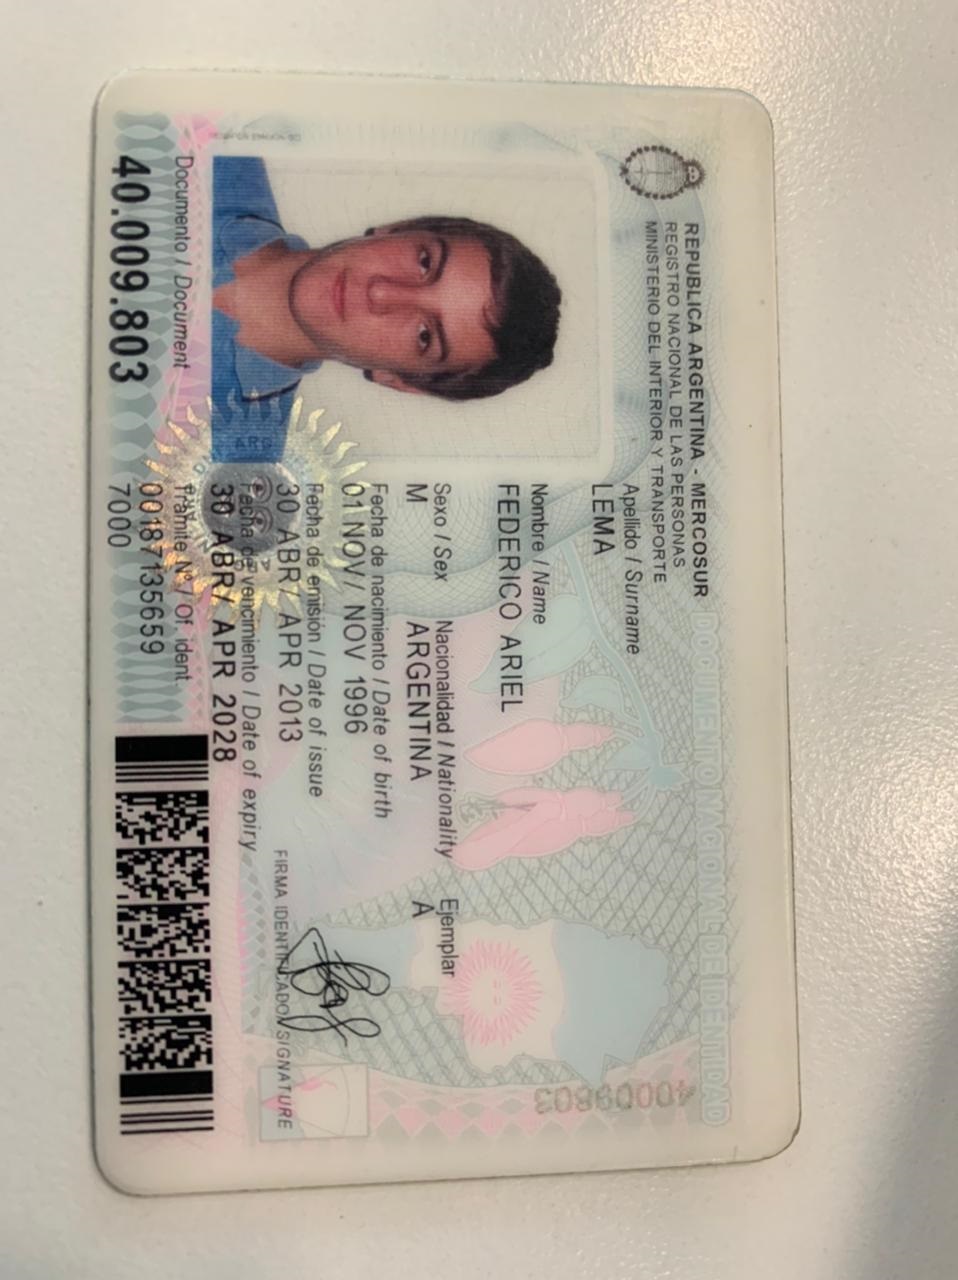 REPUBLICA ARGENTINA - MERCOSUR
REGISTRO NACIONAL DE LAS PERSONAS
MINISTERIO DEL INTERIOR Y TRANSPORTE
DOCUMENTO NACIONAL DE IDENTIDAD
Apellido / Surname
LEMA
Nombre / Name
FEDERICO ARIEL
Sexo / Sex Nacionalidad / Nationality Ejemplar
M ARGENTINA A
Fecha de nacimiento / Date of birth
01 NOV/ NOV 1996
Fecha de emisión / Date of issue
30 ABR/ APR 2013
Fecha de vencimiento / Date of expiry
30 ABR/ APR 2028
FIRMA IDENTIFICADO / SIGNATURE
Documento / Document
40.009.803
Trámite N° / Of. ident.
00187135659
7000
ARG
40009803